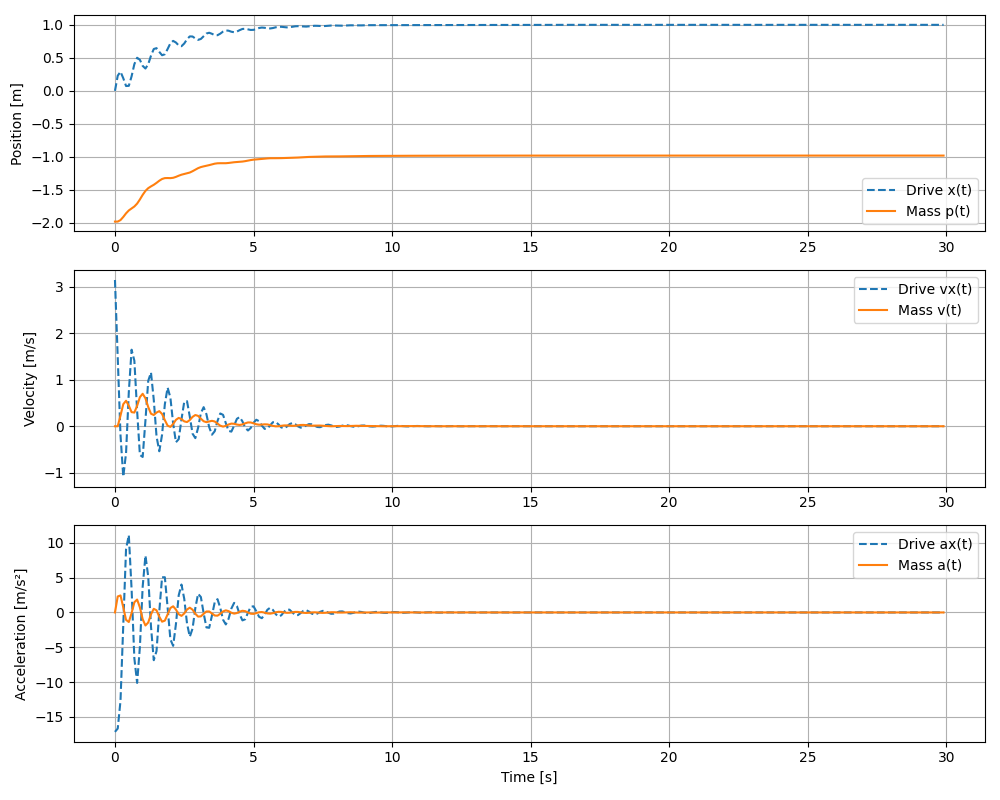 Position [m]
1.0
0.5
0.0
−0.5
−1.0
−1.5
−2.0
Drive x(t)
Mass p(t)
0 5 10 15 20 25 30
Velocity [m/s]
3
2
1
0
−1
Drive vx(t)
Mass v(t)
0 5 10 15 20 25 30
Acceleration [m/s²]
10
5
0
−5
−10
−15
Drive ax(t)
Mass a(t)
0 5 10 15 20 25 30
Time [s]